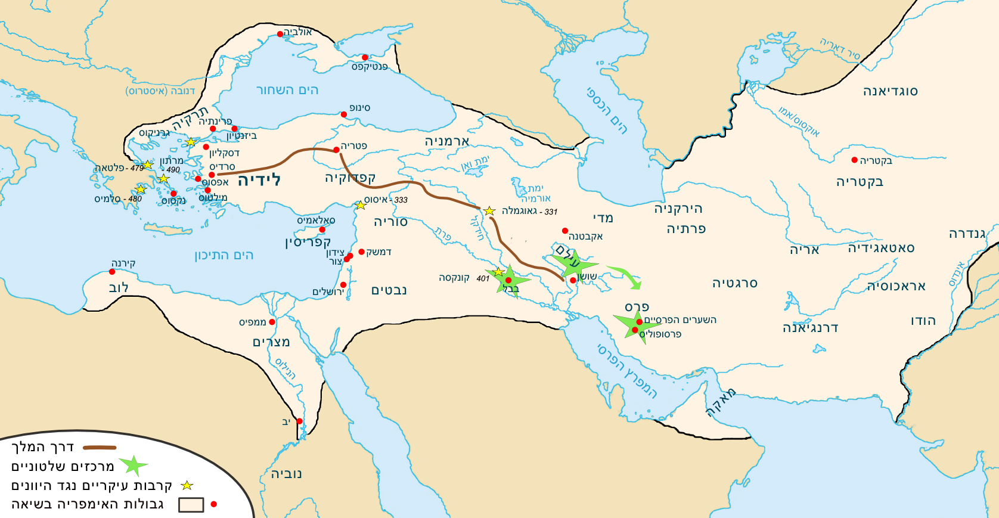 אולביה
פנטיקפס
סיר דאריה
סוגדיאנה
דנובה (איסטרוס)
הים השחור
הים הכספי
אוקסוס/אמו
תרקיה
פרינתיה
סינופ
גרניקוס
ביזנטיון
דסקליון
פטריה
ארמניה
ימת ואן
בקטריה
בקטריה
פלטאה - 479
מרתון
- 490
סרדיס
אפסוס
לידיה
קפדוקיה
ימת
אורמיה
סלמיס - 480
נקסוס
מילטוס
איסוס - 333
גאוגמלה - 331
הירקניה
פרתיה
מדי
סאלאמיס
קפריסין
סוריה
פרת
חידקל
אקבטנה
גנדרה
סאטאגידיה
אריה
הים התיכון
צידון
צור
דמשק
עילם
קירנה
לוב
ירושלים
נבטים
קונקסה 401
בבל
שושן
סרגטיה
אראכוסיה
אינדוס
פרס
השערים הפרסיים
פרסופוליס
דרנגיאנה
הודו
ממפיס
מצרים
הנילוס
המפרץ הפרסי
מאקה
יב
נוביה
דרך המלך
מרכזים שלטוניים
קרבות עיקריים נגד היוונים
גבולות האימפריה בשיאה